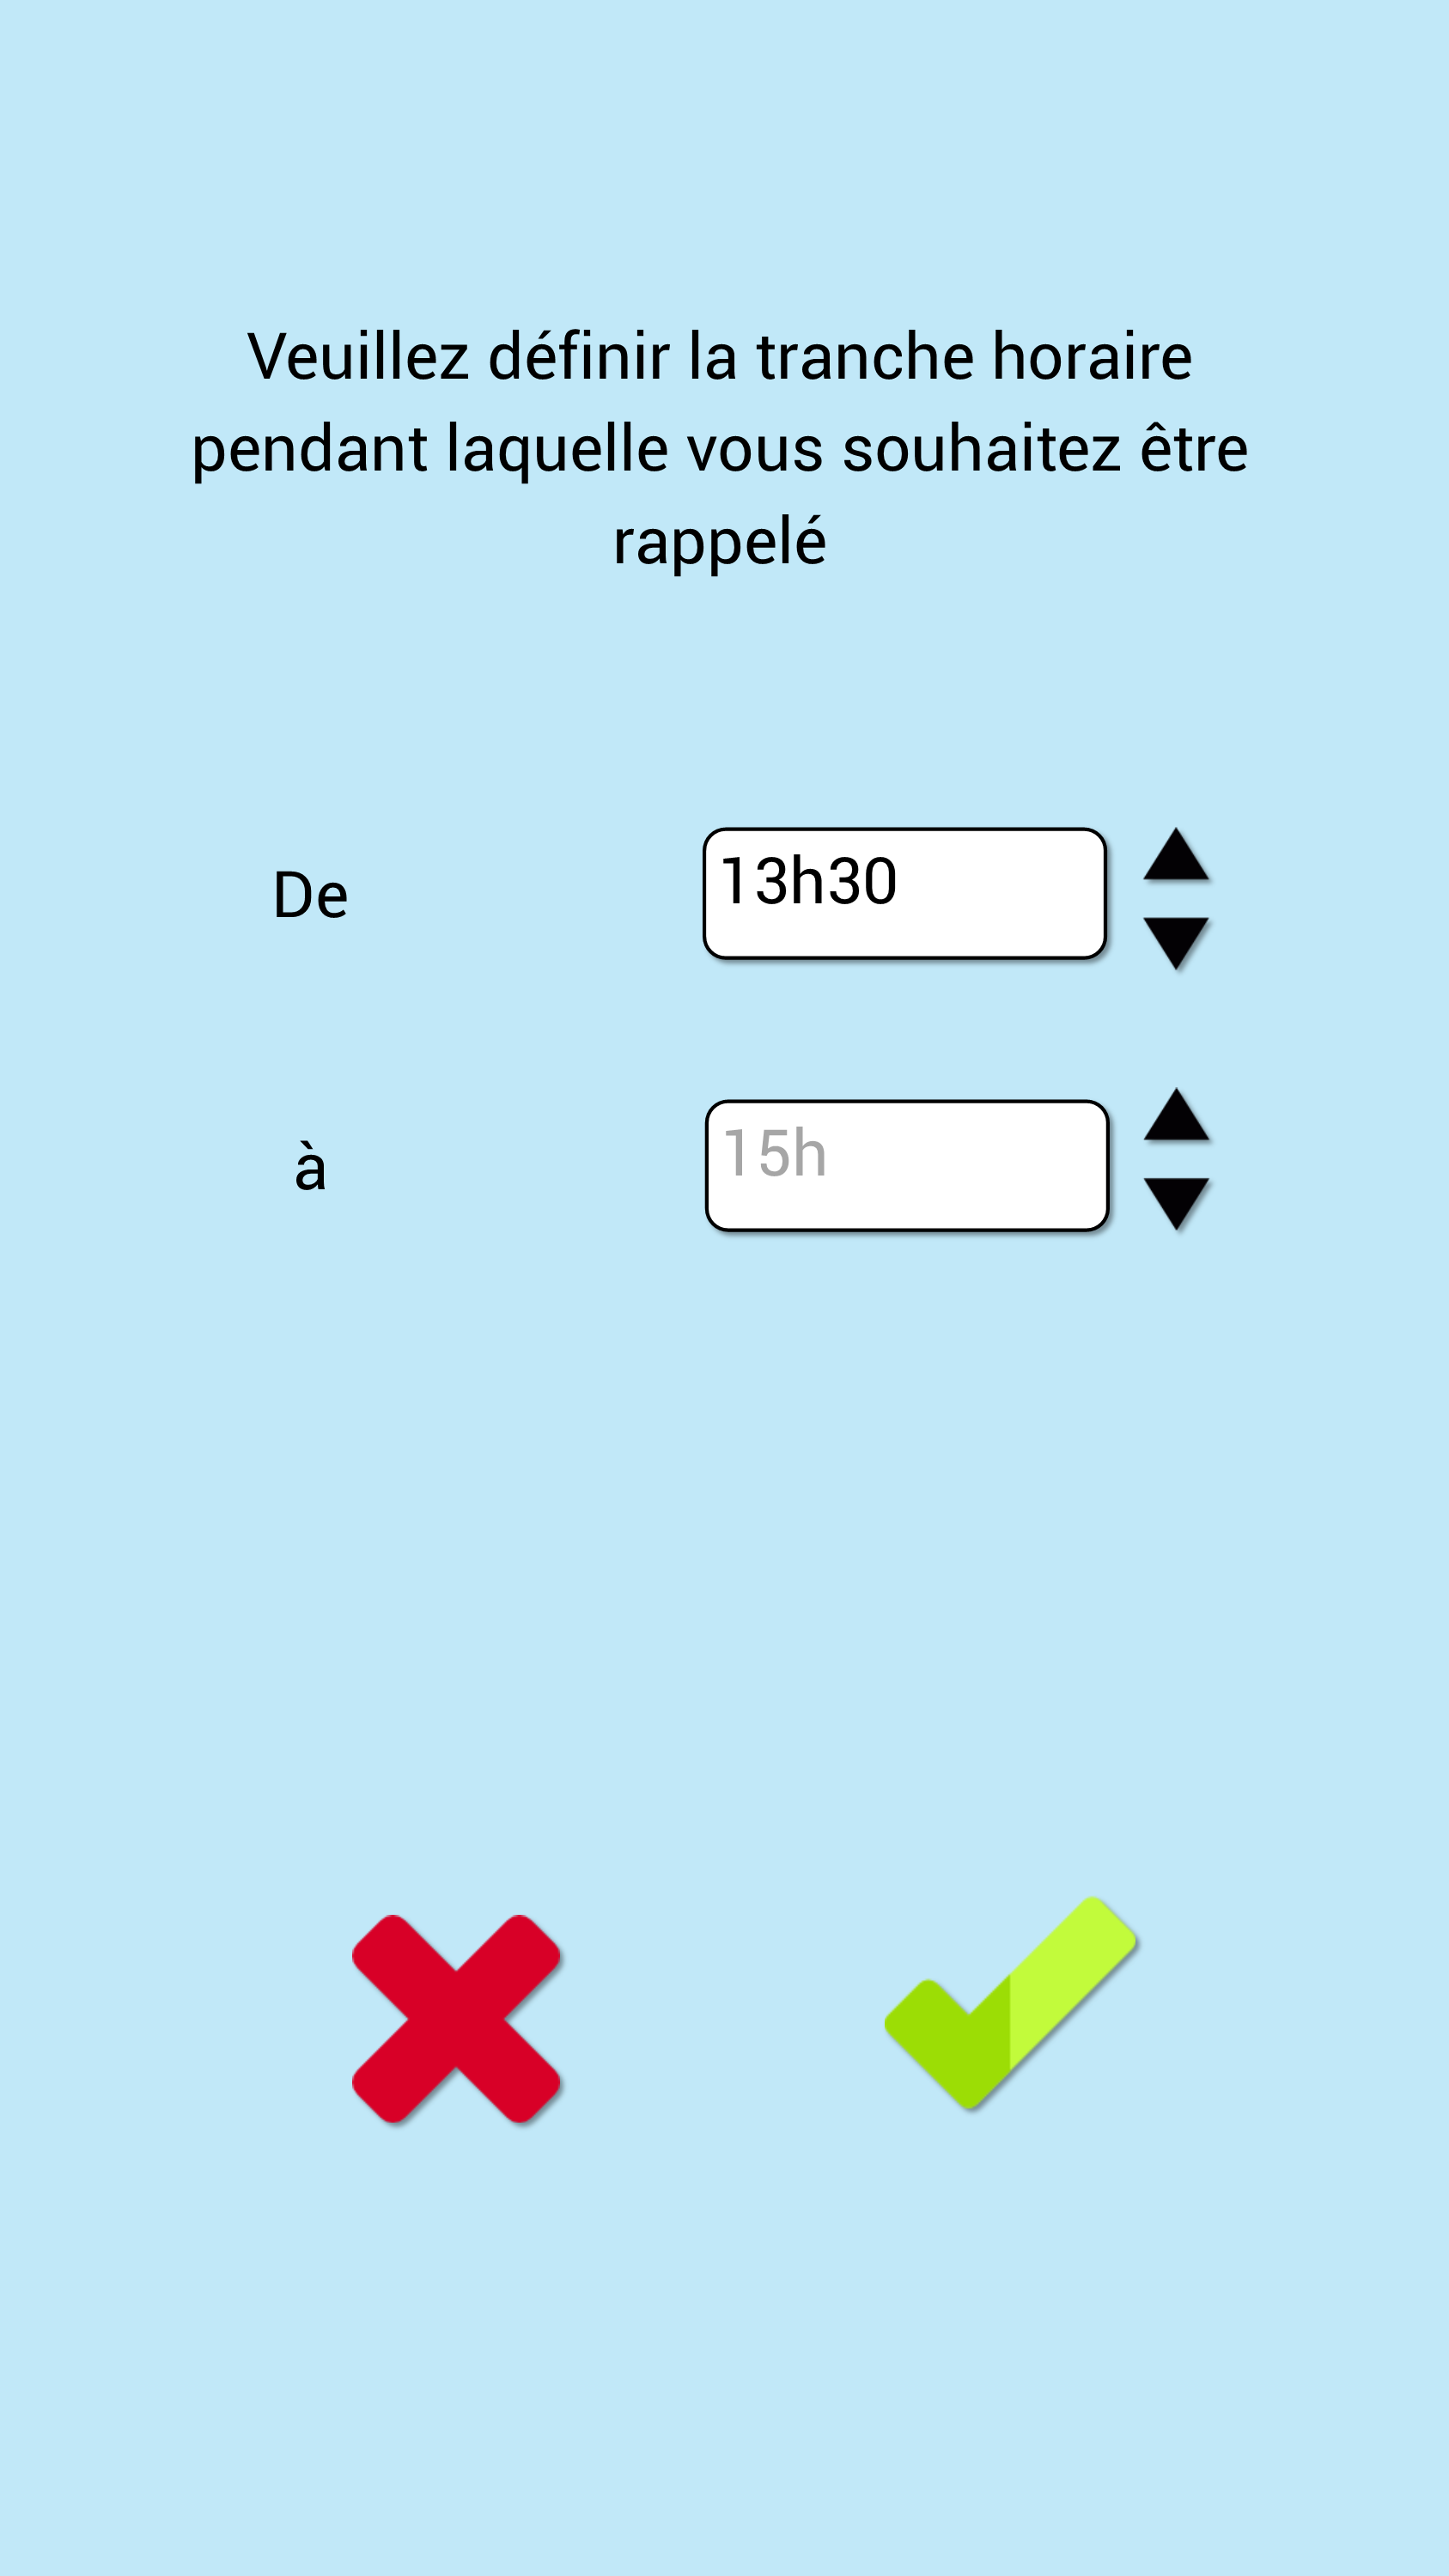 Veuillez définir la tranche horaire
pendant laquelle vous souhaitez être
rappelé
De
13h30
à
15h